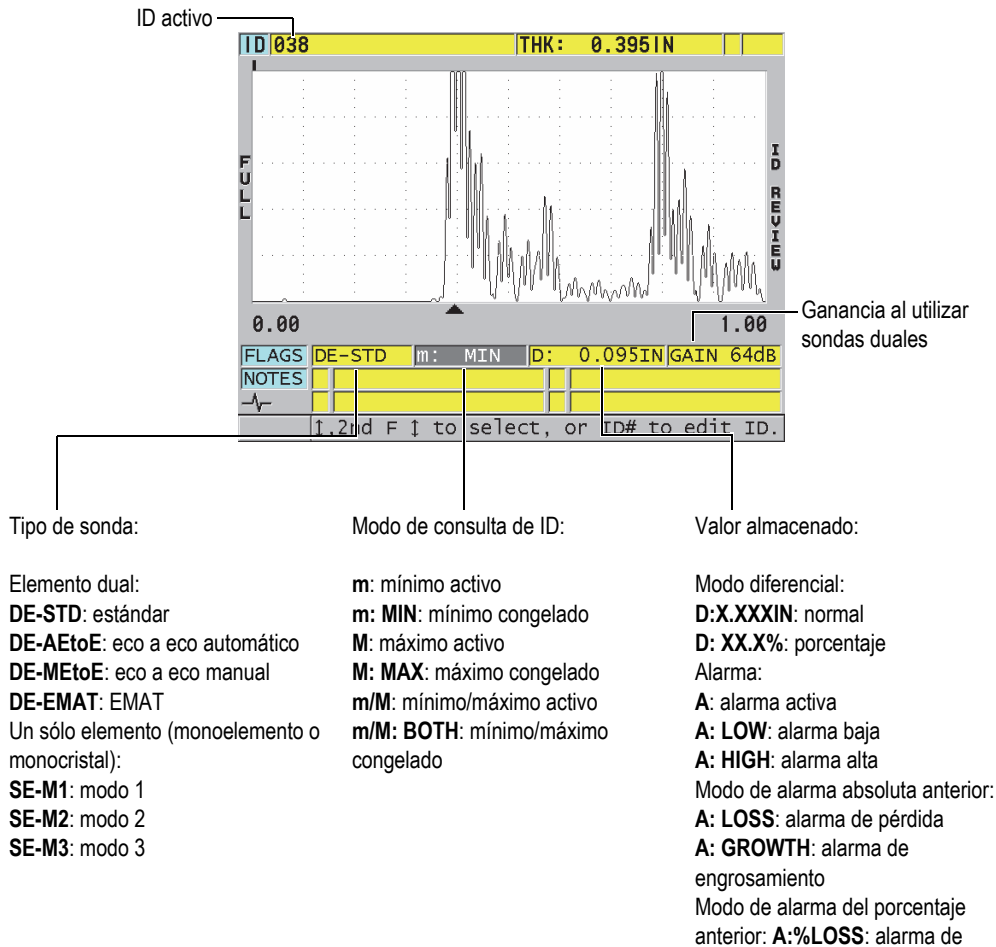 ID activo
ID 038 THK: 0.395IN
FULL
ID REVIEW
0.00 1.00
Ganancia al utilizar
sondas duales
FLAGS DE-STD m: MIN D: 0.095IN GAIN 64dB
NOTES
↕,2nd F ↕ to select, or ID# to edit ID.
Tipo de sonda:
Elemento dual:
DE-STD: estándar
DE-AEtoE: eco a eco automático
DE-MEtoE: eco a eco manual
DE-EMAT: EMAT
Un sólo elemento (monoelemento o
monocristal):
SE-M1: modo 1
SE-M2: modo 2
SE-M3: modo 3
Modo de consulta de ID:
m: mínimo activo
m: MIN: mínimo congelado
M: máximo activo
M: MAX: máximo congelado
m/M: mínimo/máximo activo
m/M: BOTH: mínimo/máximo
congelado
Valor almacenado:
Modo diferencial:
D:X.XXXIN: normal
D: XX.X%: porcentaje
Alarma:
A: alarma activa
A: LOW: alarma baja
A: HIGH: alarma alta
Modo de alarma absoluta anterior:
A: LOSS: alarma de pérdida
A: GROWTH: alarma de
engrosamiento
Modo de alarma del porcentaje
anterior: A:%LOSS: alarma de